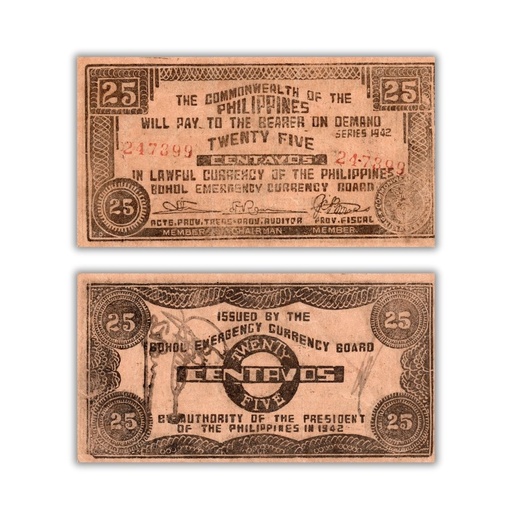 25 25
THE COMMONWEALTH OF THE
PHILIPPINES
WILL PAY TO THE BEARER ON DEMAND
TWENTY FIVE SERIES 1942
247399 CENTAVOS 247399
IN LAWFUL CURRENCY OF THE PHILIPPINES
BOHOL EMERGENCY CURRENCY BOARD
25
ACTG. PROV. TREAS. PROV. AUDITOR PROV. FISCAL
MEMBER CHAIRMAN MEMBER
ISSUED BY THE
25 25
BOHOL EMERGENCY CURRENCY BOARD
TWENTY
CENTAVOS
FIVE
25 25
BY AUTHORITY OF THE PRESIDENT
OF THE PHILIPPINES IN 1942